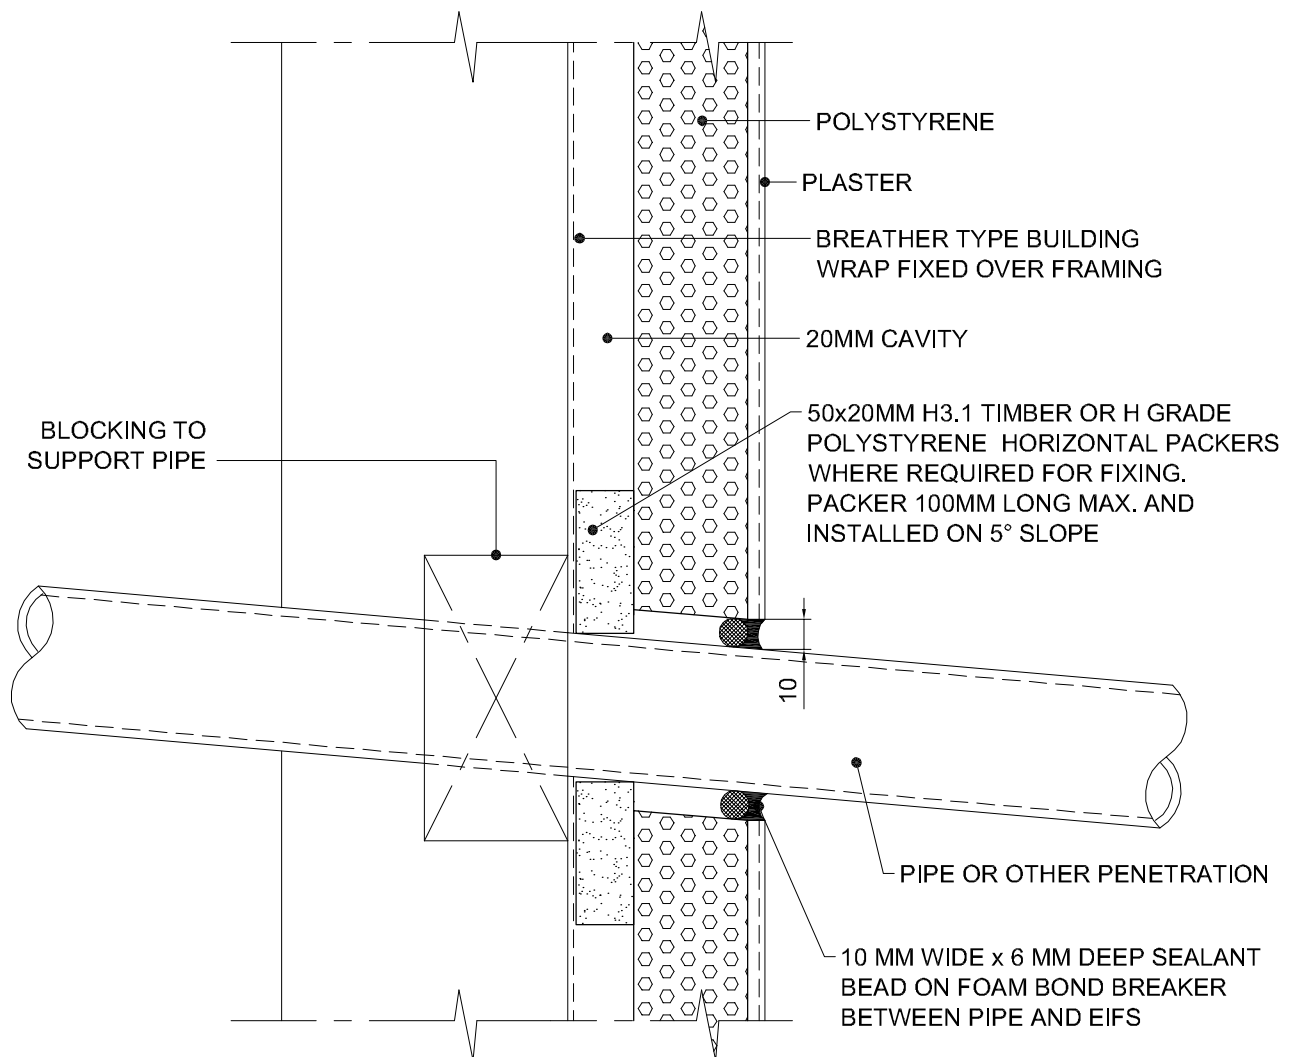 POLYSTYRENE
PLASTER
BREATHER TYPE BUILDING
WRAP FIXED OVER FRAMING
20MM CAVITY
50x20MM H3.1 TIMBER OR H GRADE
POLYSTYRENE HORIZONTAL PACKERS
WHERE REQUIRED FOR FIXING.
PACKER 100MM LONG MAX. AND
INSTALLED ON 5° SLOPE
BLOCKING TO
SUPPORT PIPE
10
PIPE OR OTHER PENETRATION
10 MM WIDE x 6 MM DEEP SEALANT
BEAD ON FOAM BOND BREAKER
BETWEEN PIPE AND EIFS